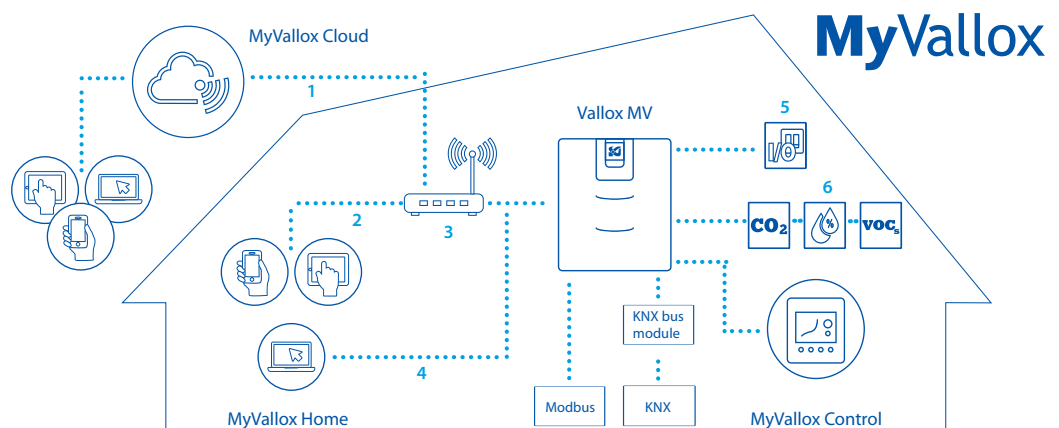 MyVallox
MyVallox Cloud
1
Vallox MV
5
I/O
6
CO2
%
VOCs
2
3
KNX bus
module
4
Modbus
KNX
MyVallox Home
MyVallox Control